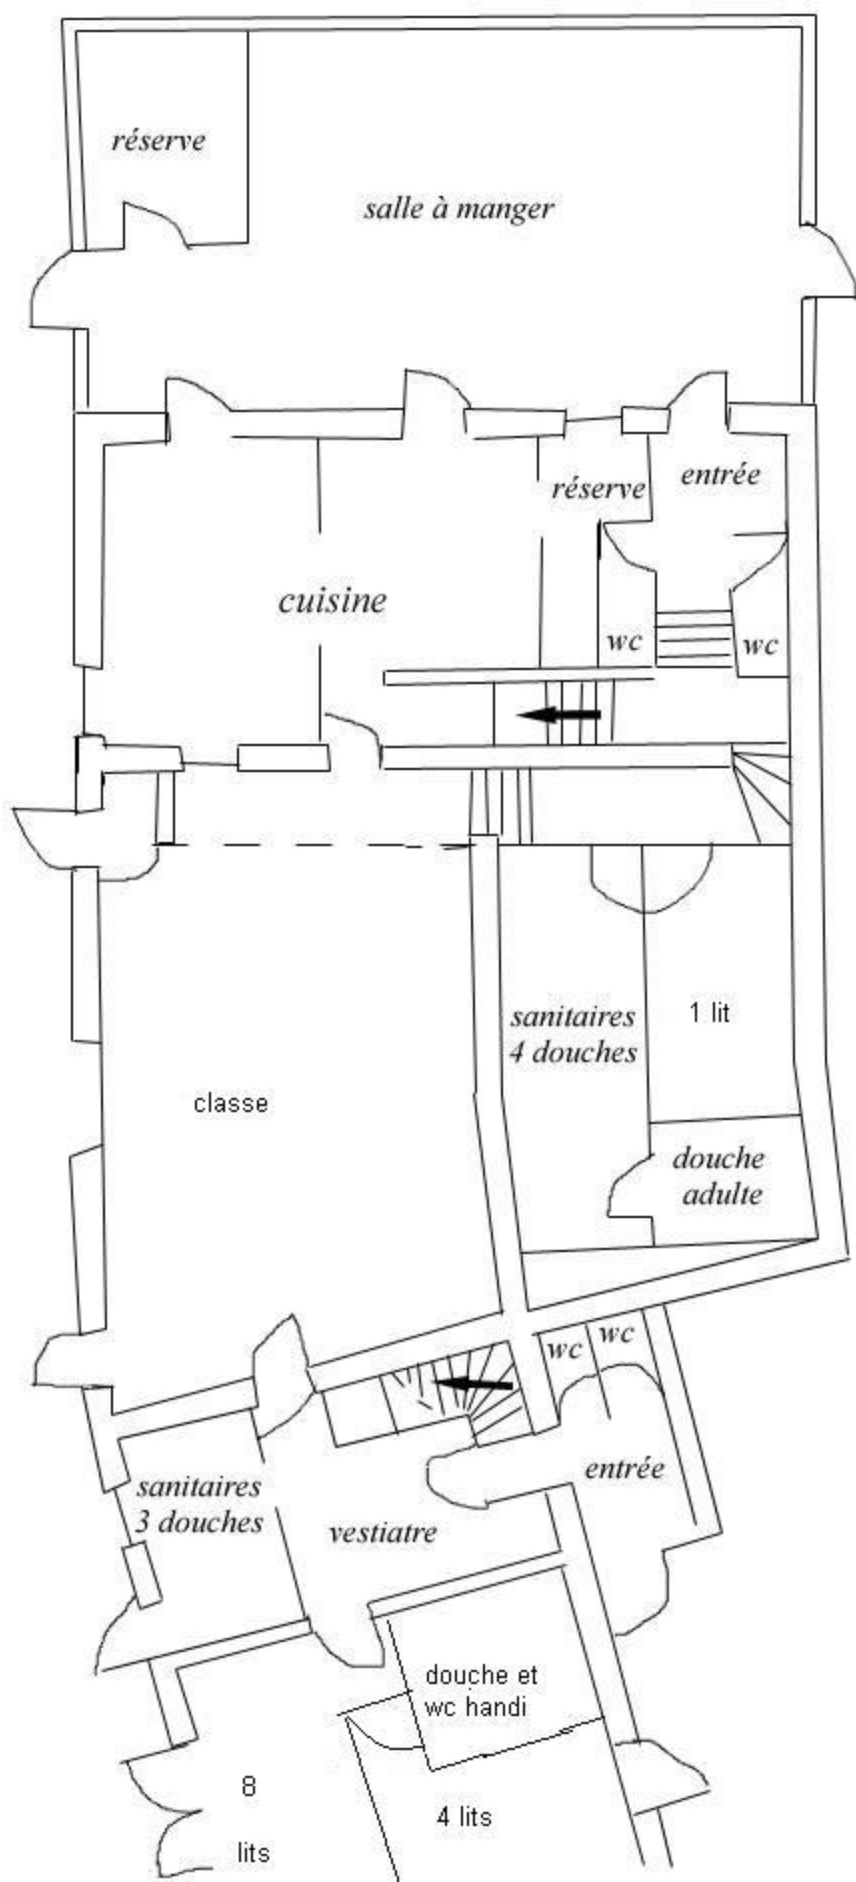 réserve
salle à manger
réserve
entrée
cuisine
wc
wc
sanitaires
4 douches
1 lit
classe
douche
adulte
wc
wc
sanitaires
3 douches
vestiatre
entrée
douche et
wc handi
8
lits
4 lits